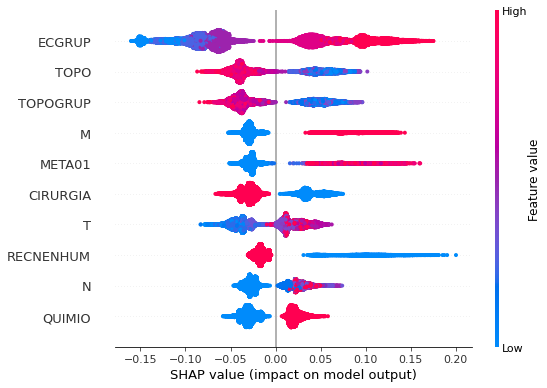 High
ECGRUP
TOPO
TOPOGRUP
M
META01
CIRURGIA
T
RECNENHUM
N
QUIMIO
Feature value
Low
−0.15 −0.10 −0.05 0.00 0.05 0.10 0.15 0.20
SHAP value (impact on model output)